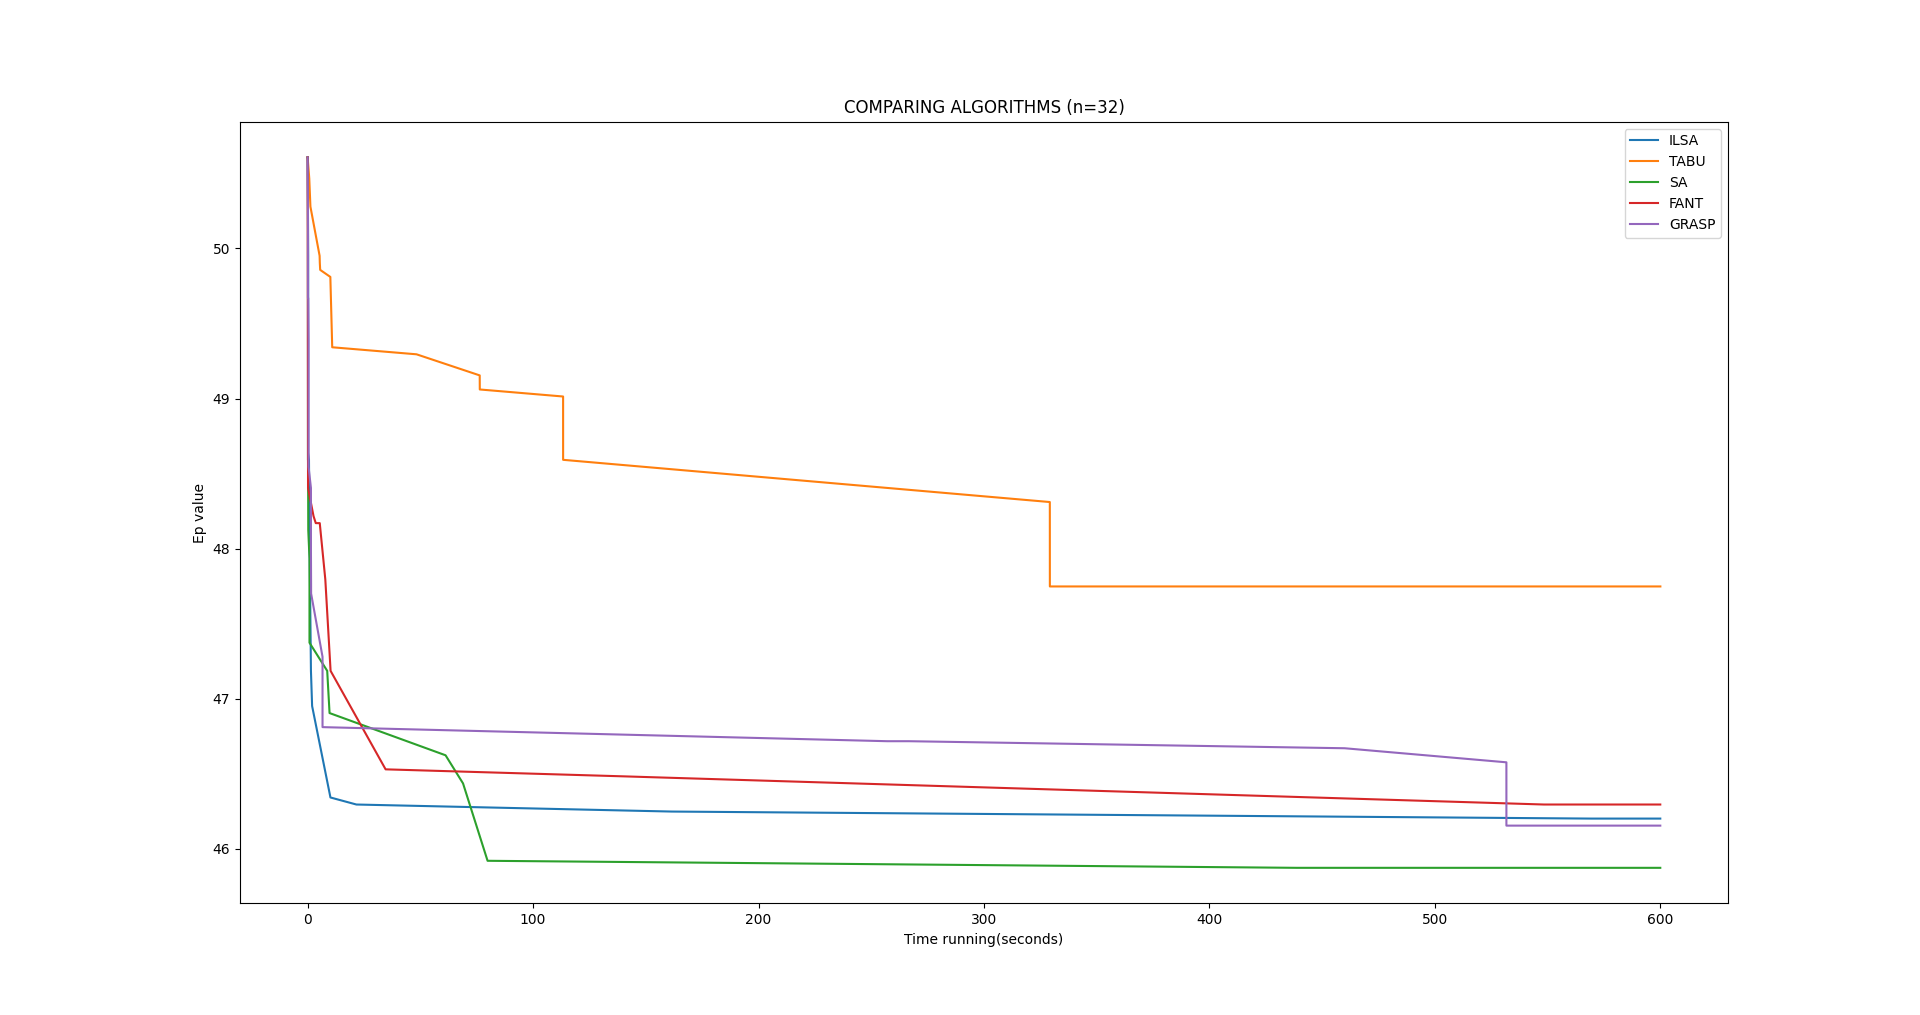 COMPARING ALGORITHMS (n=32)
ILSA
TABU
SA
FANT
GRASP
50
49
48
47
46
Ep value
0 100 200 300 400 500 600
Time running(seconds)